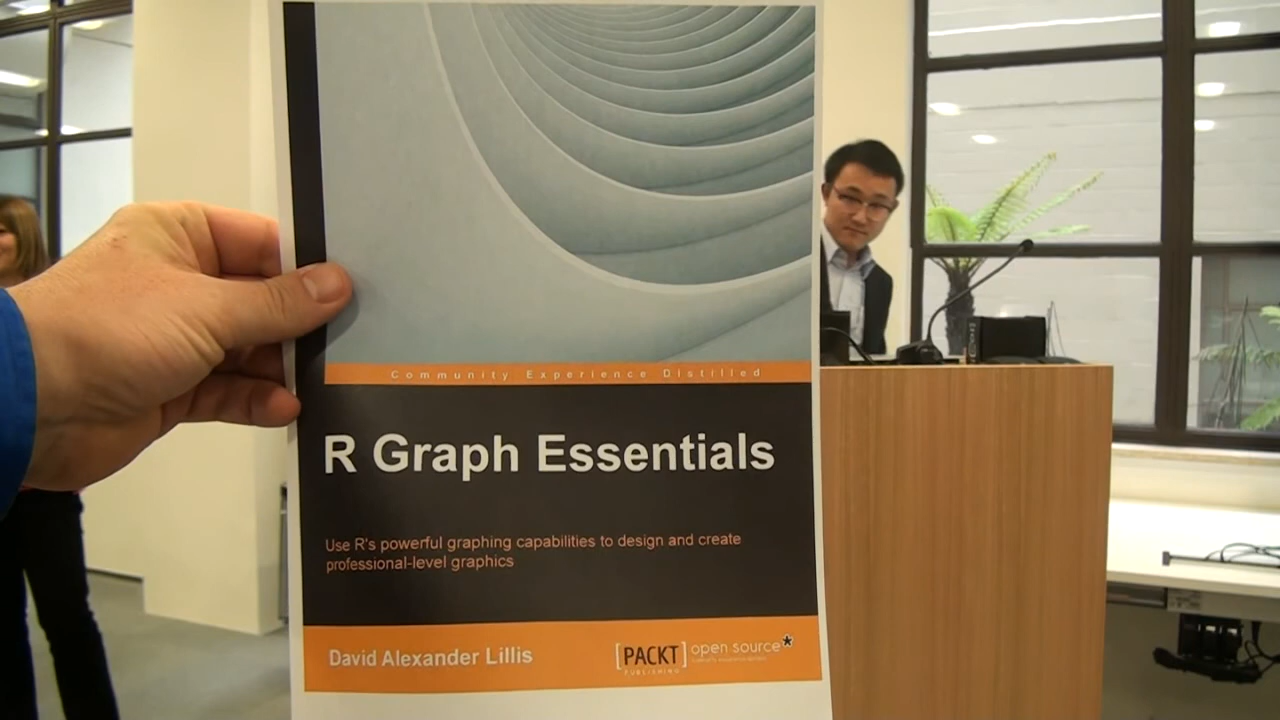 Community Experience Distilled
R Graph Essentials
Use R's powerful graphing capabilities to design and create
professional-level graphics
David Alexander Lillis
[PACKT] open source*
PUBLISHING